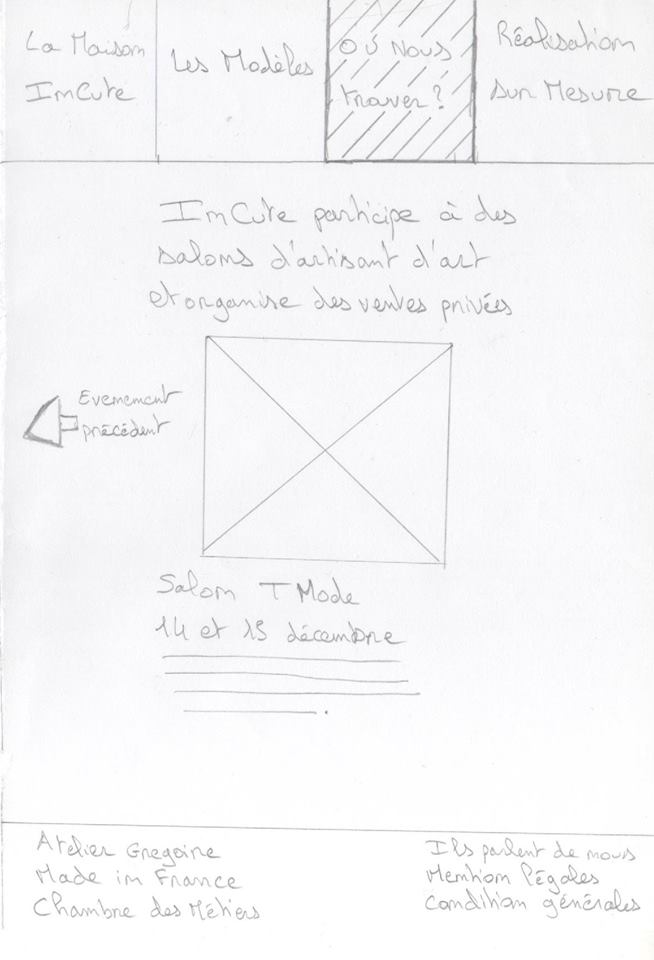 La Maison
ImCute
Les Modèles
Où Nous
trouver?
Réalisation
sur Mesure
ImCute participe à des
salons d'artisant d'art
et organise des ventes privées
Evenement
précédent
Salon T Mode
14 et 15 décembre
Atelier Gregoire
Made in France
Chambre des Métiers
Ils parlent de nous
Mention légales
Condition générales